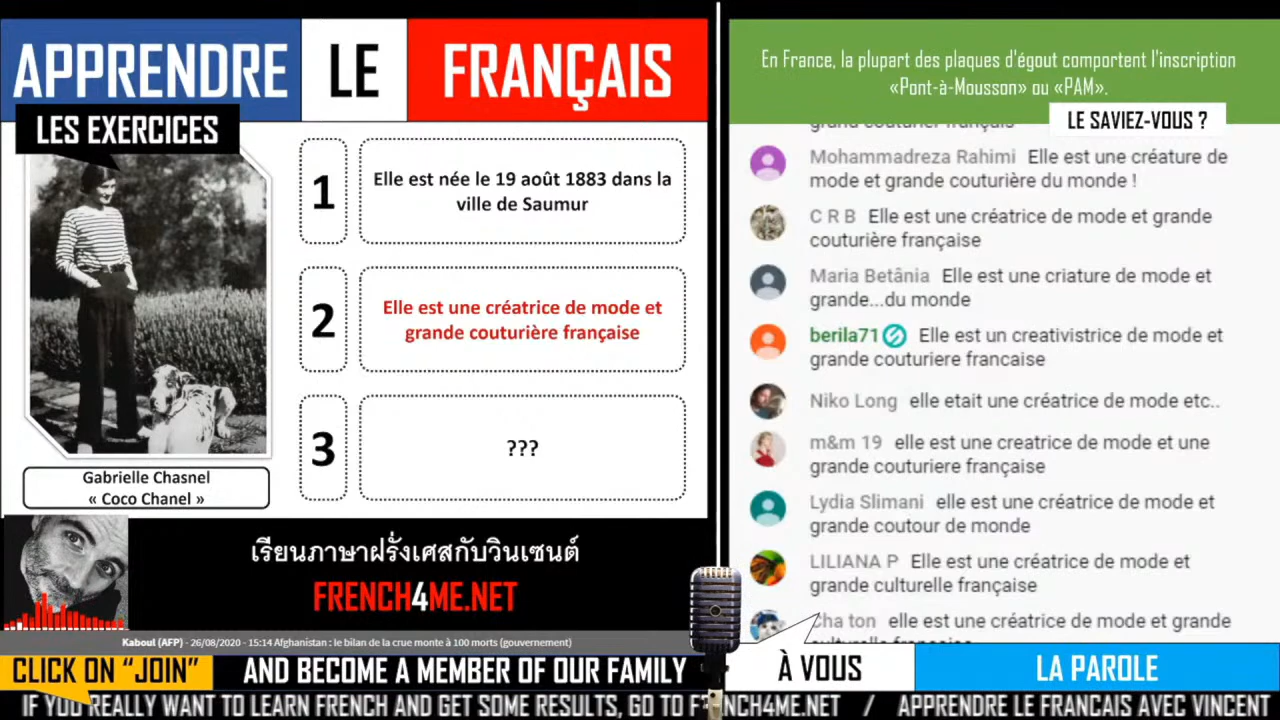 APPRENDRE LE FRANÇAIS
LES EXERCICES
1
Elle est née le 19 août 1883 dans la
ville de Saumur
2
Elle est une créatrice de mode et
grande couturière française
3
???
Gabrielle Chasnel
« Coco Chanel »
เรียนภาษาฝรั่งเศสกับวินเซนต์
FRENCH4ME.NET
Kaboul (AFP) - 26/08/2020 - 15:14 Afghanistan : le bilan de la crue monte à 100 morts (gouvernement)
En France, la plupart des plaques d'égout comportent l'inscription
«Pont-à-Mousson» ou «PAM».
LE SAVIEZ-VOUS ?
grand couturier français
Mohammadreza Rahimi Elle est une créature de
mode et grande couturière du monde !
C R B Elle est une créatrice de mode et grande
couturière française
Maria Betânia Elle est une criature de mode et
grande...du monde
berila71 Elle est un creativistrice de mode et
grande couturiere francaise
Niko Long elle etait une créatrice de mode etc..
m&m 19 elle est une creatrice de mode et une
grande couturiere française
Lydia Slimani elle est une créatrice de mode et
grande coutour de monde
LILIANA P Elle est une créatrice de mode et
grande culturelle française
cha ton elle est une créatrice de mode et grande
culturelle française
CLICK ON “JOIN” AND BECOME A MEMBER OF OUR FAMILY
À VOUS LA PAROLE
IF YOU REALLY WANT TO LEARN FRENCH AND GET SOME RESULTS, GO TO FRENCH4ME.NET / APPRENDRE LE FRANCAIS AVEC VINCENT